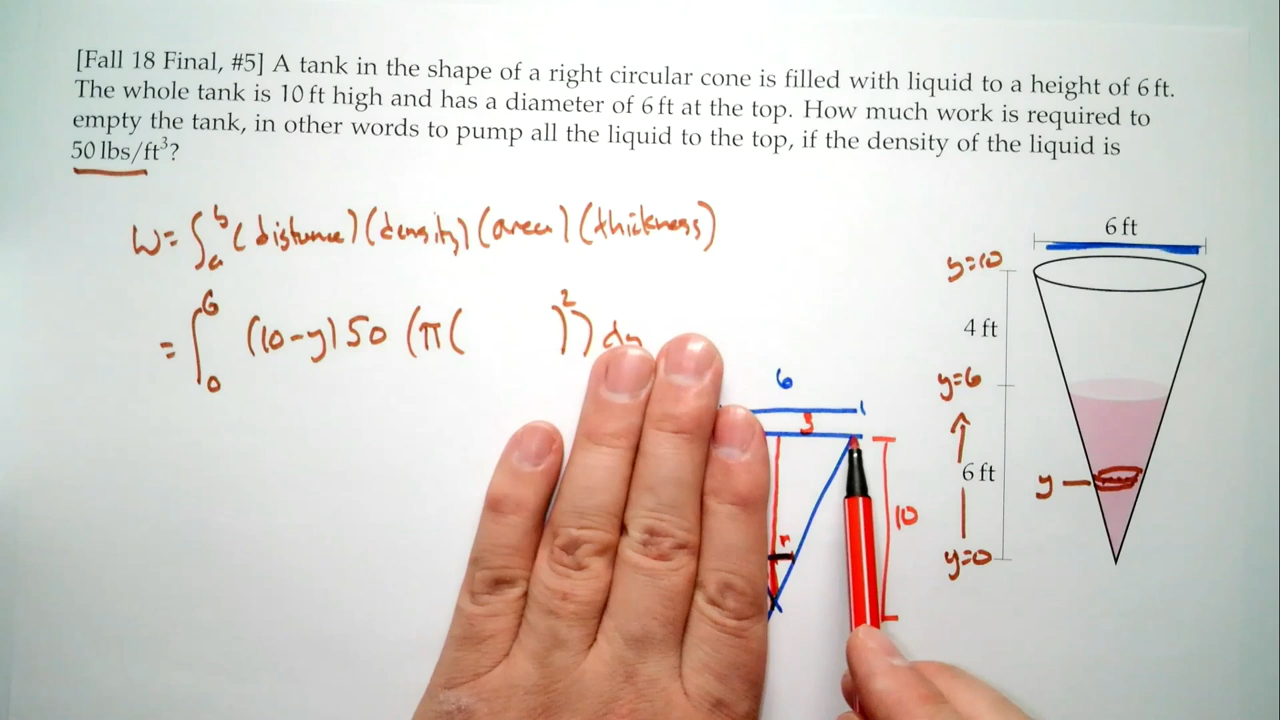 [Fall 18 Final, #5] A tank in the shape of a right circular cone is filled with liquid to a height of 6 ft.
The whole tank is 10 ft high and has a diameter of 6 ft at the top. How much work is required to
empty the tank, in other words to pump all the liquid to the top, if the density of the liquid is
50 lbs/ft³?
W = ∫ₐᵇ (distance) (density) (area) (thickness)
= ∫₀⁶ (10-y) 50 (π( )²) dy
6
3
r
10
6 ft
y=10
4 ft
y=6
6 ft
y
y=0